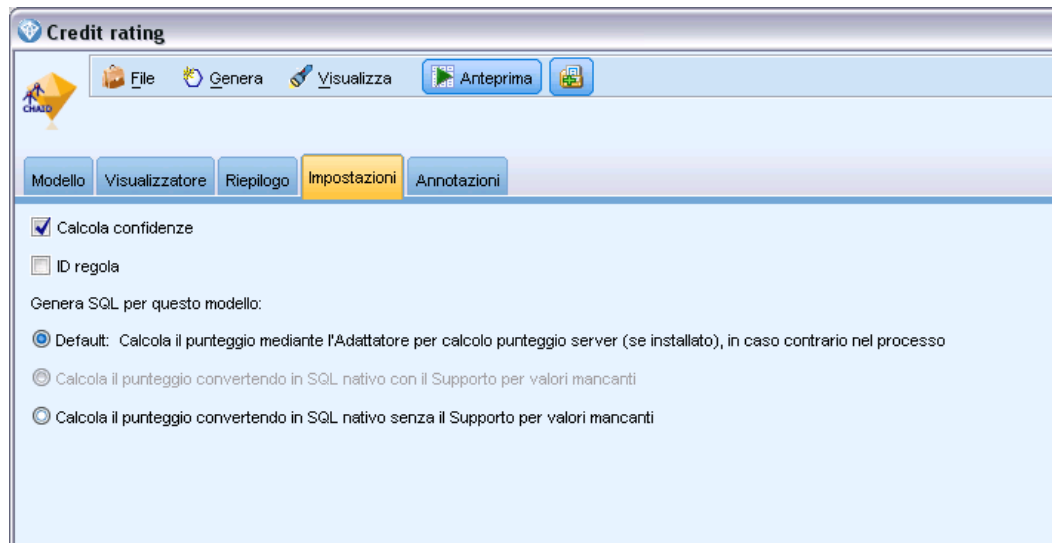 Credit rating
File Genera Visualizza Anteprima
CHAID
Modello Visualizzatore Riepilogo Impostazioni Annotazioni
Calcola confidenze
ID regola
Genera SQL per questo modello:
Default: Calcola il punteggio mediante l'Adattatore per calcolo punteggio server (se installato), in caso contrario nel processo
Calcola il punteggio convertendo in SQL nativo con il Supporto per valori mancanti
Calcola il punteggio convertendo in SQL nativo senza il Supporto per valori mancanti